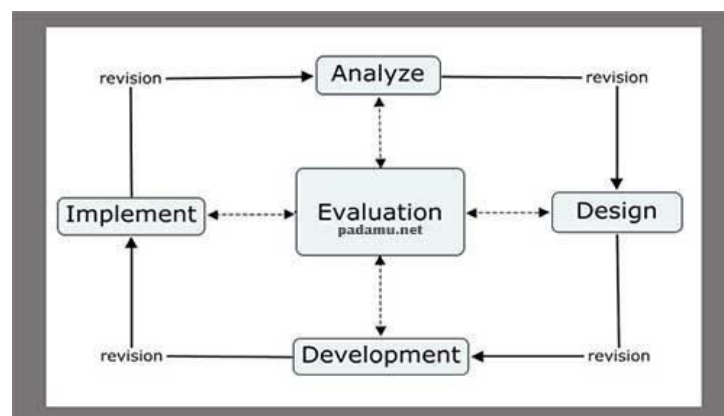 Analyze
revision
revision
Implement
Evaluation
padamu.net
Design
Development
revision
revision